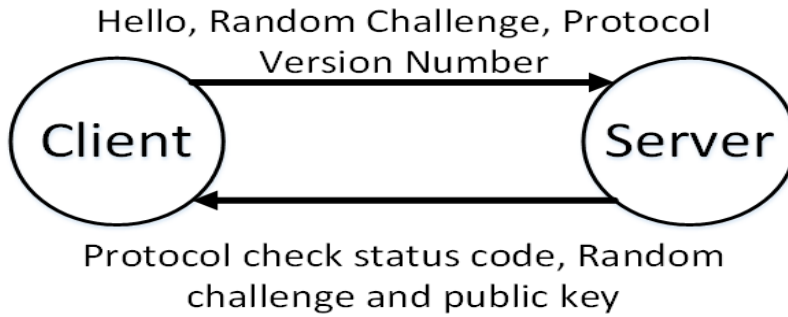 Hello, Random Challenge, Protocol
Version Number
Client
Server
Protocol check status code, Random
challenge and public key